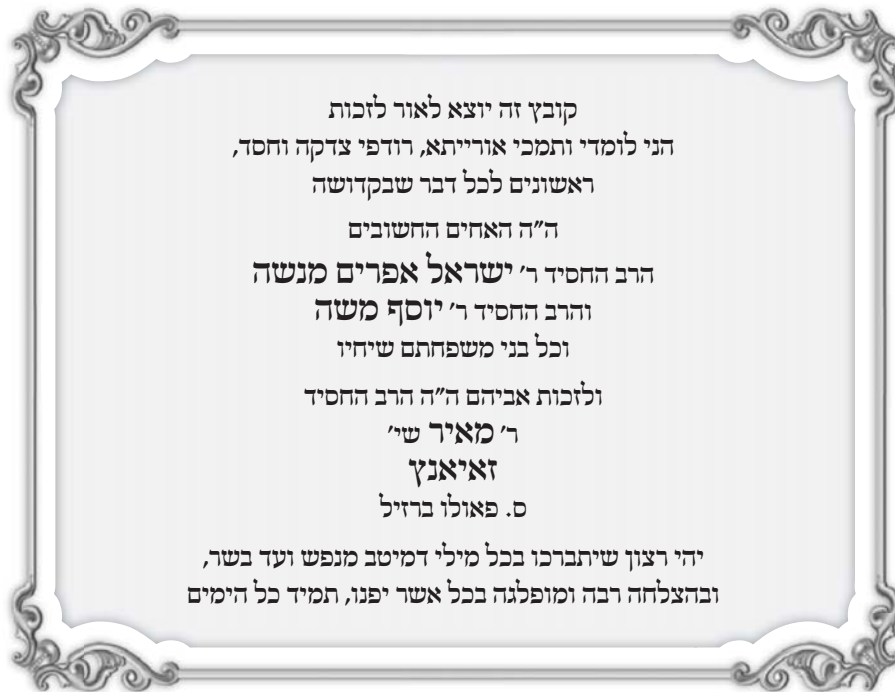 קובץ זה יוצא לאור לזכות
הני לומדי ותמכי אורייתא, רודפי צדקה וחסד,
ראשונים לכל דבר שבקדושה
ה״ה האחים החשובים
הרב החסיד ר׳ ישראל אפרים מנשה
והרב החסיד ר׳ יוסף משה
וכל בני משפחתם שיחיו
ולזכות אביהם ה״ה הרב החסיד
ר׳ מאיר שי׳
זאיאנץ
ס. פאולו ברזיל
יהי רצון שיתברכו בכל מילי דמיטב מנפש ועד בשר,
ובהצלחה רבה ומופלגה בכל אשר יפנו, תמיד כל הימים